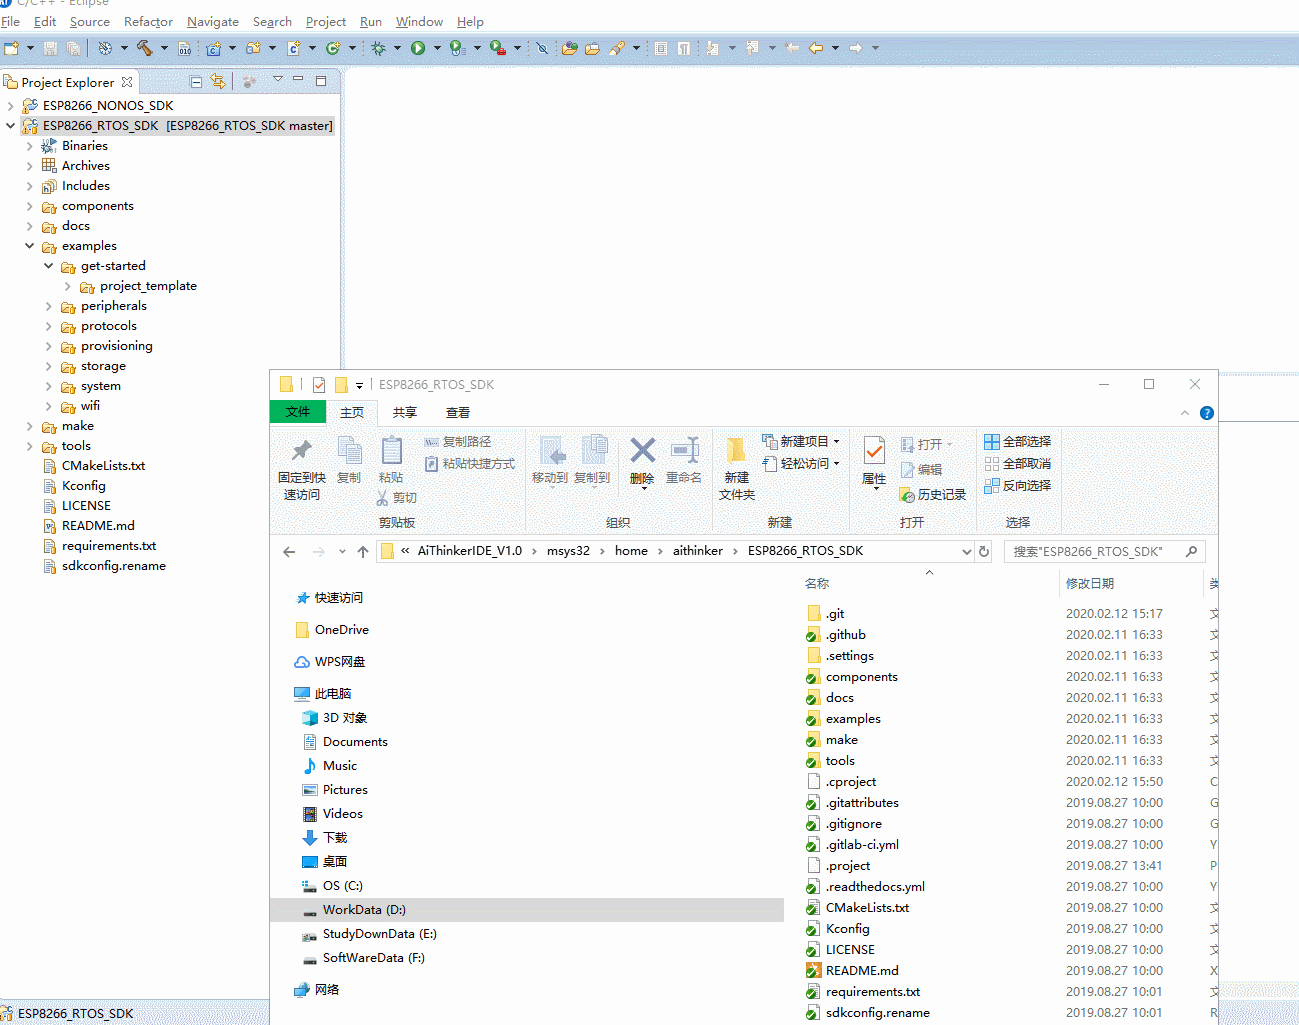 C/C++ - Eclipse
File Edit Source Refactor Navigate Search Project Run Window Help
Project Explorer
ESP8266_NONOS_SDK
ESP8266_RTOS_SDK [ESP8266_RTOS_SDK master]
Binaries
Archives
Includes
components
docs
examples
get-started
project_template
peripherals
protocols
provisioning
storage
system
wifi
make
tools
CMakeLists.txt
Kconfig
LICENSE
README.md
requirements.txt
sdkconfig.rename
ESP8266_RTOS_SDK
ESP8266_RTOS_SDK
文件 主页 共享 查看
固定到快速访问
复制
粘贴
复制路径
粘贴快捷方式
剪切
剪贴板
移动到 复制到 删除 重命名
组织
新建文件夹
新建项目
轻松访问
新建
属性
打开
编辑
历史记录
打开
全部选择
全部取消
反向选择
选择
« AiThinkerIDE_V1.0 › msys32 › home › aithinker › ESP8266_RTOS_SDK
搜索"ESP8266_RTOS_SDK"
快速访问
OneDrive
WPS网盘
此电脑
3D 对象
Documents
Music
Pictures
Videos
下载
桌面
OS (C:)
WorkData (D:)
StudyDownData (E:)
SoftWareData (F:)
网络
名称 修改日期
.git 2020.02.12 15:17 文
.github 2020.02.11 16:33 文
.settings 2020.02.11 16:33 文
components 2020.02.11 16:33 文
docs 2020.02.11 16:33 文
examples 2020.02.11 16:33 文
make 2020.02.11 16:33 文
tools 2020.02.11 16:33 文
.cproject 2020.02.12 15:50 C
.gitattributes 2019.08.27 10:00 G
.gitignore 2019.08.27 10:00 G
.gitlab-ci.yml 2019.08.27 10:00 Y
.project 2019.08.27 13:41 P
.readthedocs.yml 2019.08.27 10:00 Y
CMakeLists.txt 2019.08.27 10:00 文
Kconfig 2019.08.27 10:00 文
LICENSE 2019.08.27 10:00 文
README.md 2019.08.27 10:00 X
requirements.txt 2019.08.27 10:01 文
sdkconfig.rename 2019.08.27 10:01 R